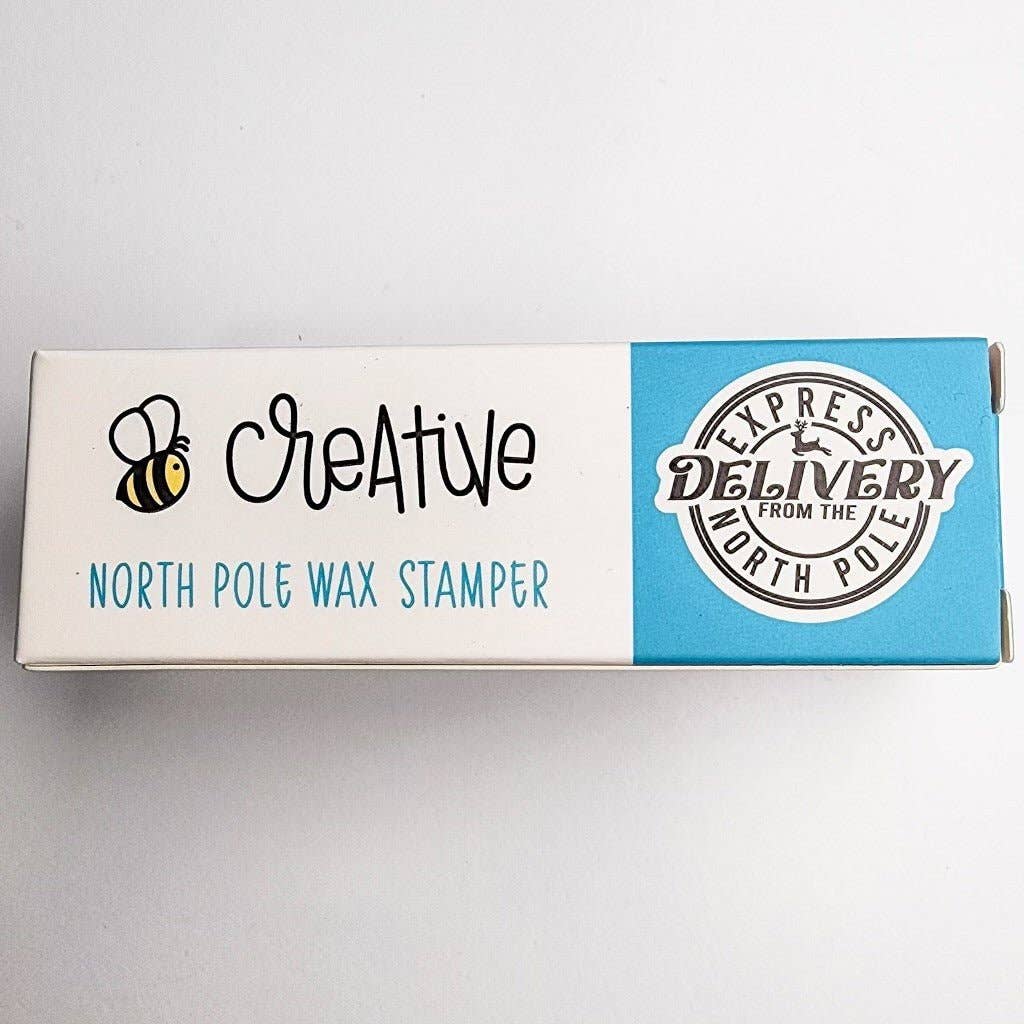 creAtive
NORTH POLE WAX STAMPER
EXPRESS
DELIVERY
FROM THE
NORTH POLE